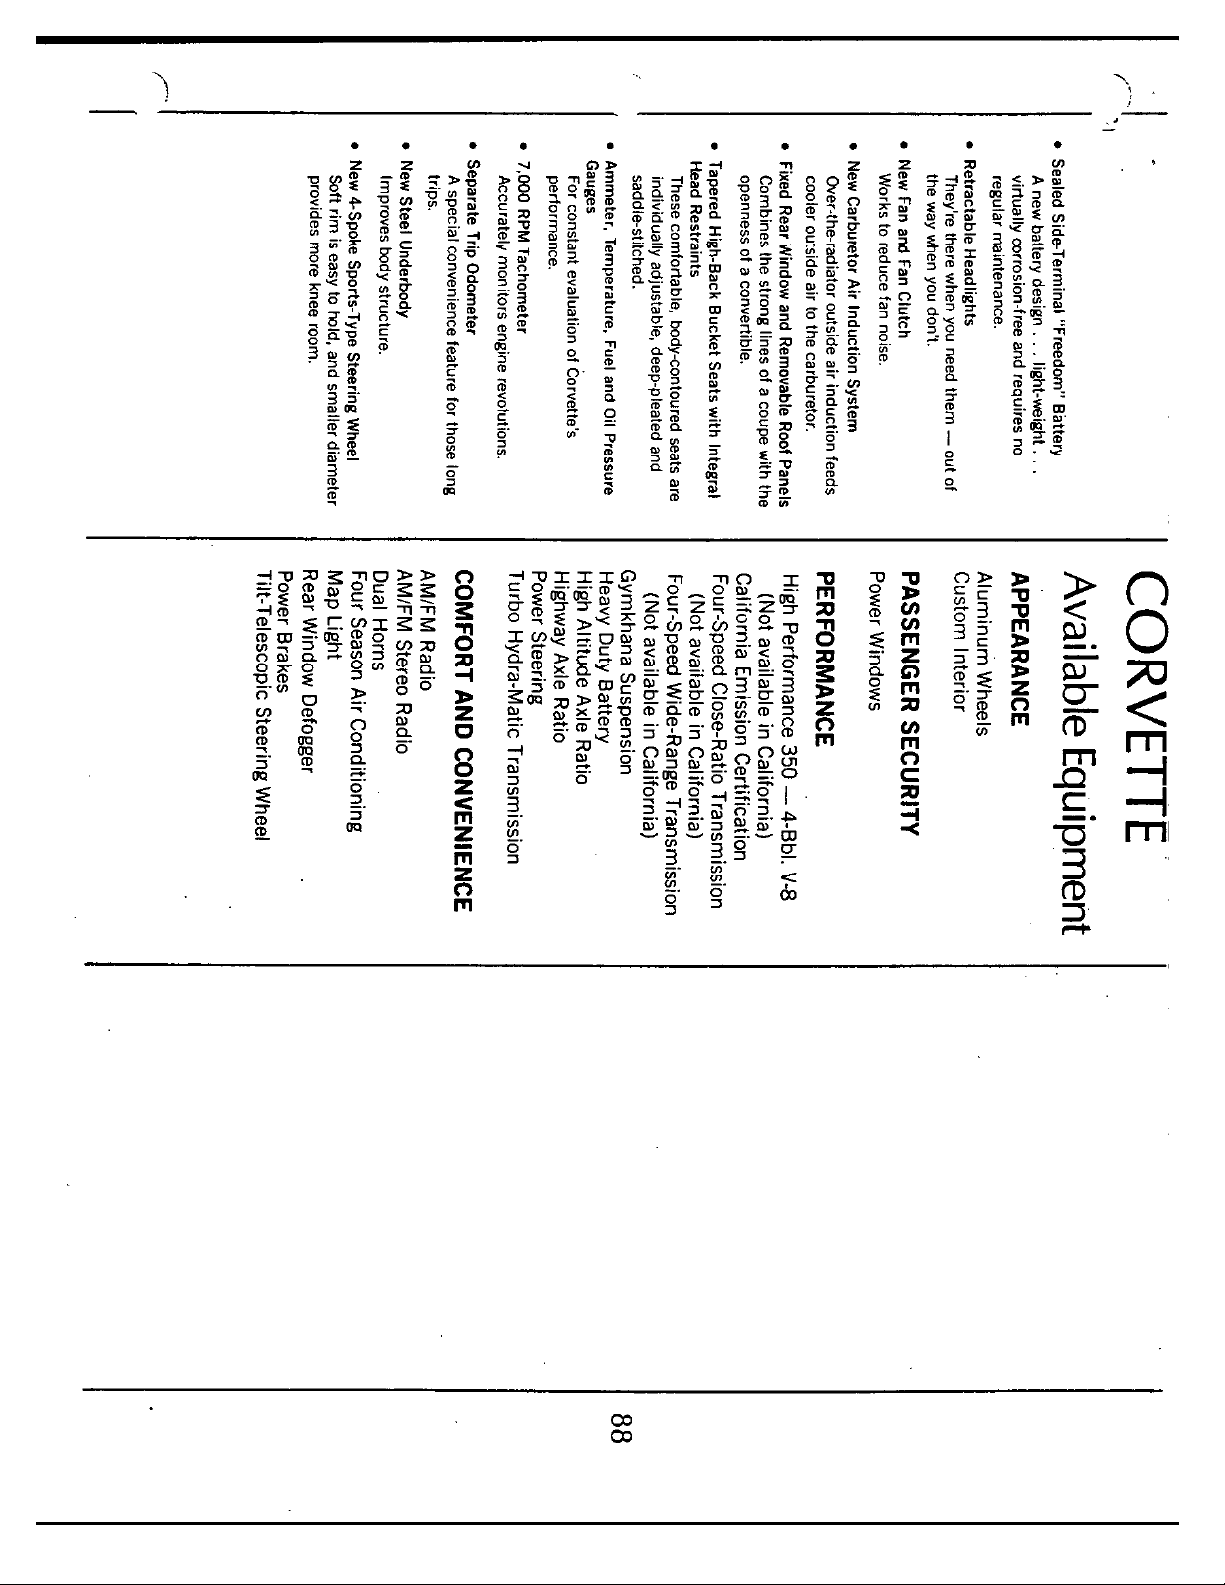 • Sealed Side-Terminal "Freedom" Battery
A new battery design . . . light-weight . . .
virtually corrosion-free and requires no
regular maintenance.
• Retractable Headlights
They're there when you need them — out of
the way when you don't.
• New Fan and Fan Clutch
Works to reduce fan noise.
• New Carburetor Air Induction System
Over-the-radiator outside air induction feeds
cooler outside air to the carburetor.
• Fixed Rear Window and Removable Roof Panels
Combines the strong lines of a coupe with the
openness of a convertible.
• Tapered High-Back Bucket Seats with Integral
Head Restraints
These comfortable, body-contoured seats are
individually adjustable, deep-pleated and
saddle-stitched.
• Ammeter, Temperature, Fuel and Oil Pressure
Gauges
For constant evaluation of Corvette's
performance.
• 7,000 RPM Tachometer
Accurately monitors engine revolutions.
• Separate Trip Odometer
A special convenience feature for those long
trips.
• New Steel Underbody
Improves body structure.
• New 4-Spoke Sports-Type Steering Wheel
Soft rim is easy to hold, and smaller diameter
provides more knee room.
CORVETTE
Available Equipment
APPEARANCE
Aluminum Wheels
Custom Interior
PASSENGER SECURITY
Power Windows
PERFORMANCE
High Performance 350 — 4-Bbl. V-8
(Not available in California)
California Emission Certification
Four-Speed Close-Ratio Transmission
(Not available in California)
Four-Speed Wide-Range Transmission
(Not available in California)
Gymkhana Suspension
Heavy Duty Battery
High Altitude Axle Ratio
Highway Axle Ratio
Power Steering
Turbo Hydra-Matic Transmission
COMFORT AND CONVENIENCE
AM/FM Radio
AM/FM Stereo Radio
Dual Horns
Four Season Air Conditioning
Map Light
Rear Window Defogger
Power Brakes
Tilt-Telescopic Steering Wheel
88